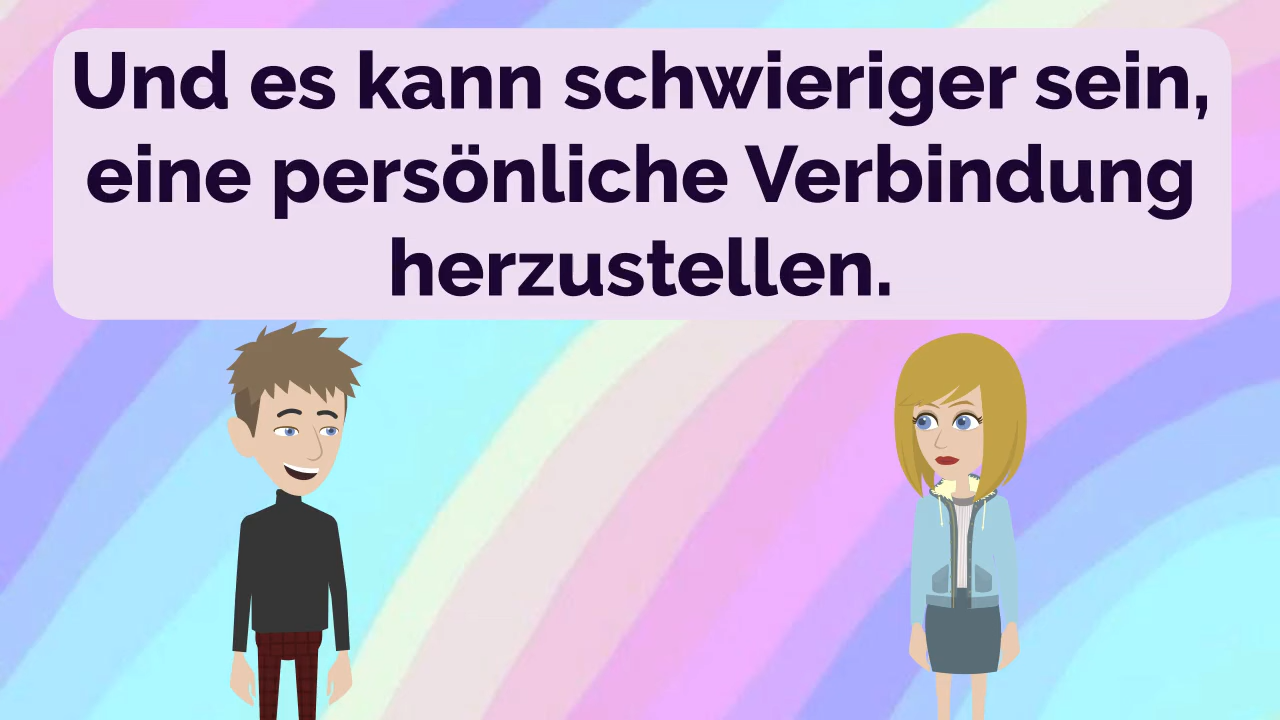 Und es kann schwieriger sein,
eine persönliche Verbindung
herzustellen.